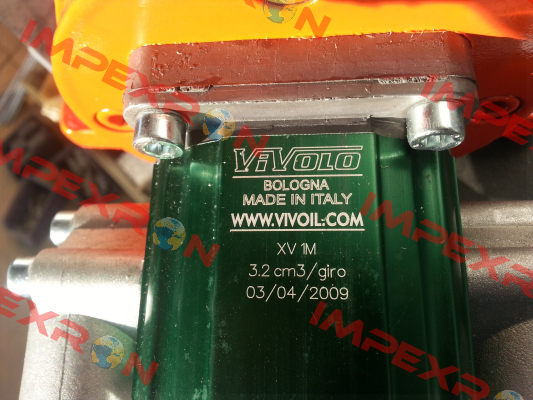 ViVOLO
BOLOGNA
MADE IN ITALY
WWW.VIVOIL.COM
XV 1M
3.2 cm3/giro
03/04/2009
IMPEXRON
IMPEXRON
IMPEXRON
IMPEXRON
IMPEXRON